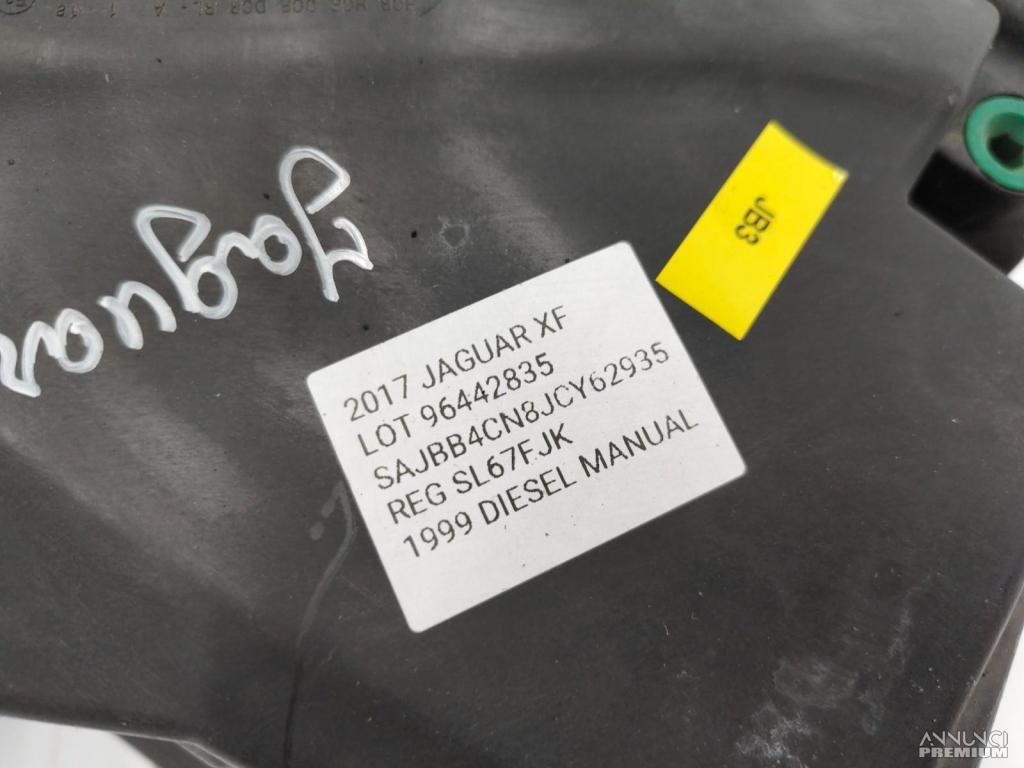 Jaguar
JB3
2017 JAGUAR XF
LOT 96442835
SAJBB4CN8JCY62935
REG SL67FJK
1999 DIESEL MANUAL
ANNUNCI
PREMIUM